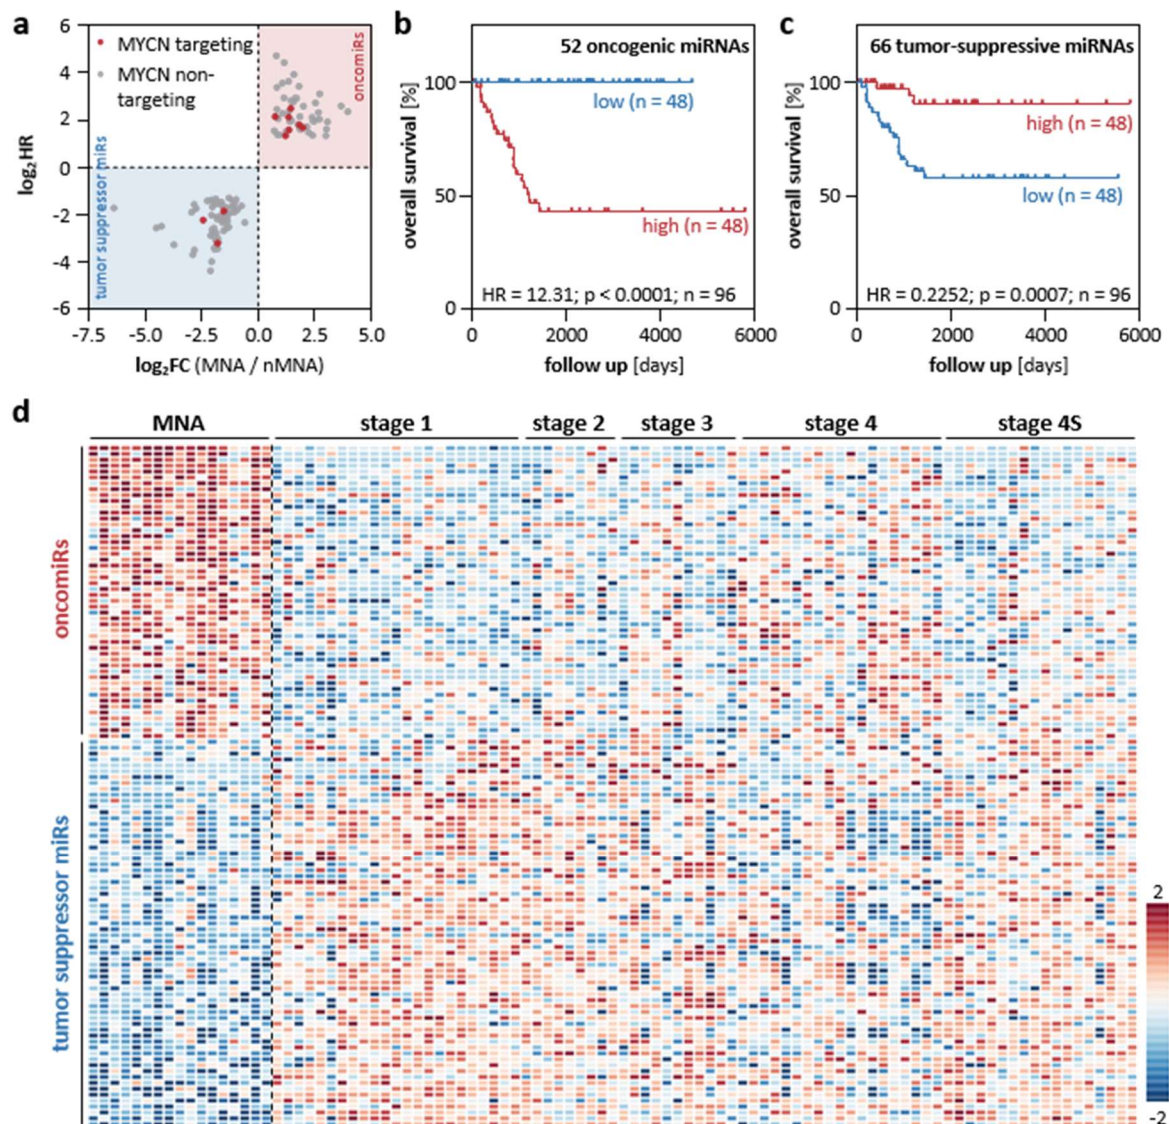 a
6
4
2
0
-2
-4
-6
log₂HR
MYCN targeting
MYCN non-
targeting
oncomiRs
tumor suppressor miRs
-7.5 -5.0 -2.5 0.0 2.5 5.0
log₂FC (MNA / nMNA)
b
52 oncogenic miRNAs
100
50
0
overall survival [%]
low (n = 48)
high (n = 48)
HR = 12.31; p < 0.0001; n = 96
0 2000 4000 6000
follow up [days]
c
66 tumor-suppressive miRNAs
100
50
0
overall survival [%]
high (n = 48)
low (n = 48)
HR = 0.2252; p = 0.0007; n = 96
0 2000 4000 6000
follow up [days]
d
MNA stage 1 stage 2 stage 3 stage 4 stage 4S
oncomiRs
tumor suppressor miRs
2
-2